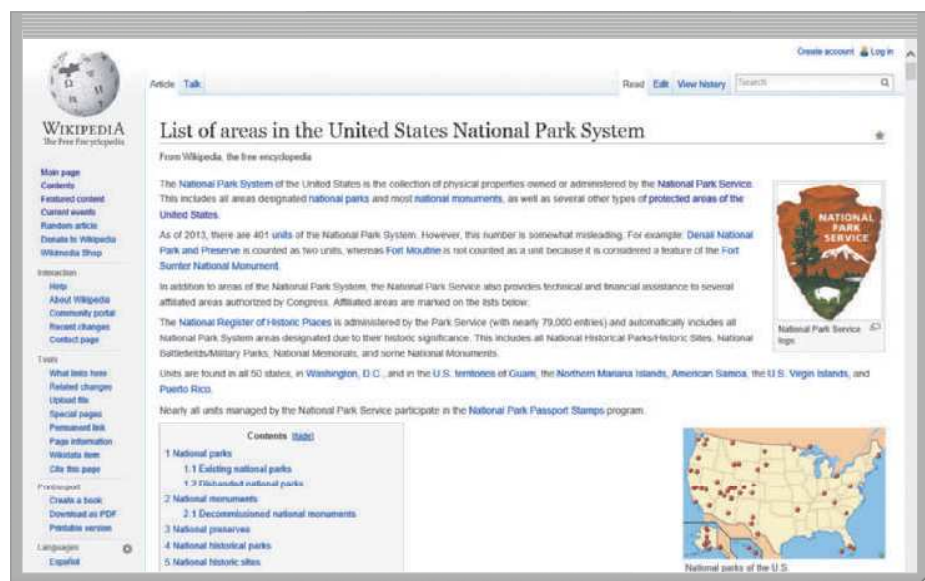 Create account Log in
Article Talk
Read Edit View history Search
WIKIPEDIA
The Free Encyclopedia
Main page
Contents
Featured content
Current events
Random article
Donate to Wikipedia
Wikimedia Shop
Interaction
Help
About Wikipedia
Community portal
Recent changes
Contact page
Tools
What links here
Related changes
Upload file
Special pages
Permanent link
Page information
Wikidata item
Cite this page
Print/export
Create a book
Download as PDF
Printable version
Languages
Español
List of areas in the United States National Park System
From Wikipedia, the free encyclopedia
The National Park System of the United States is the collection of physical properties owned or administered by the National Park Service.
This includes all areas designated national parks and most national monuments, as well as several other types of protected areas of the
United States.
As of 2013, there are 401 units of the National Park System. However, this number is somewhat misleading. For example: Denali National
Park and Preserve is counted as two units, whereas Fort Moultrie is not counted as a unit because it is considered a feature of the Fort
Sumter National Monument.
In addition to areas of the National Park System, the National Park Service also provides technical and financial assistance to several
affiliated areas authorized by Congress. Affiliated areas are marked on the lists below.
The National Register of Historic Places is administered by the Park Service (with nearly 79,000 entries) and automatically includes all
National Park System areas designated due to their historic significance. This includes all National Historical Parks/Historic Sites, National
Battlefields/Military Parks, National Memorials, and some National Monuments.
Units are found in all 50 states, in Washington, D.C., and in the U.S. territories of Guam, the Northern Mariana Islands, American Samoa, the U.S. Virgin Islands, and
Puerto Rico.
Nearly all units managed by the National Park Service participate in the National Park Passport Stamps program.
NATIONAL
PARK
SERVICE
National Park Service
logo
Contents [hide]
1 National parks
1.1 Existing national parks
1.2 Disbanded national parks
2 National monuments
2.1 Decommissioned national monuments
3 National preserves
4 National historical parks
5 National historic sites
National parks of the U.S.